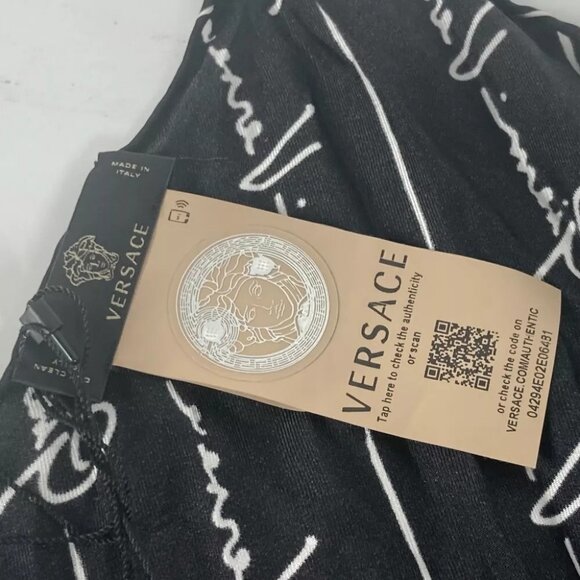 MADE IN
ITALY
VERSACE
VERSACE
Tap here to check the authenticity
or scan
or check the code on
VERSACE.COM/AUTHENTIC
04294E02E06481